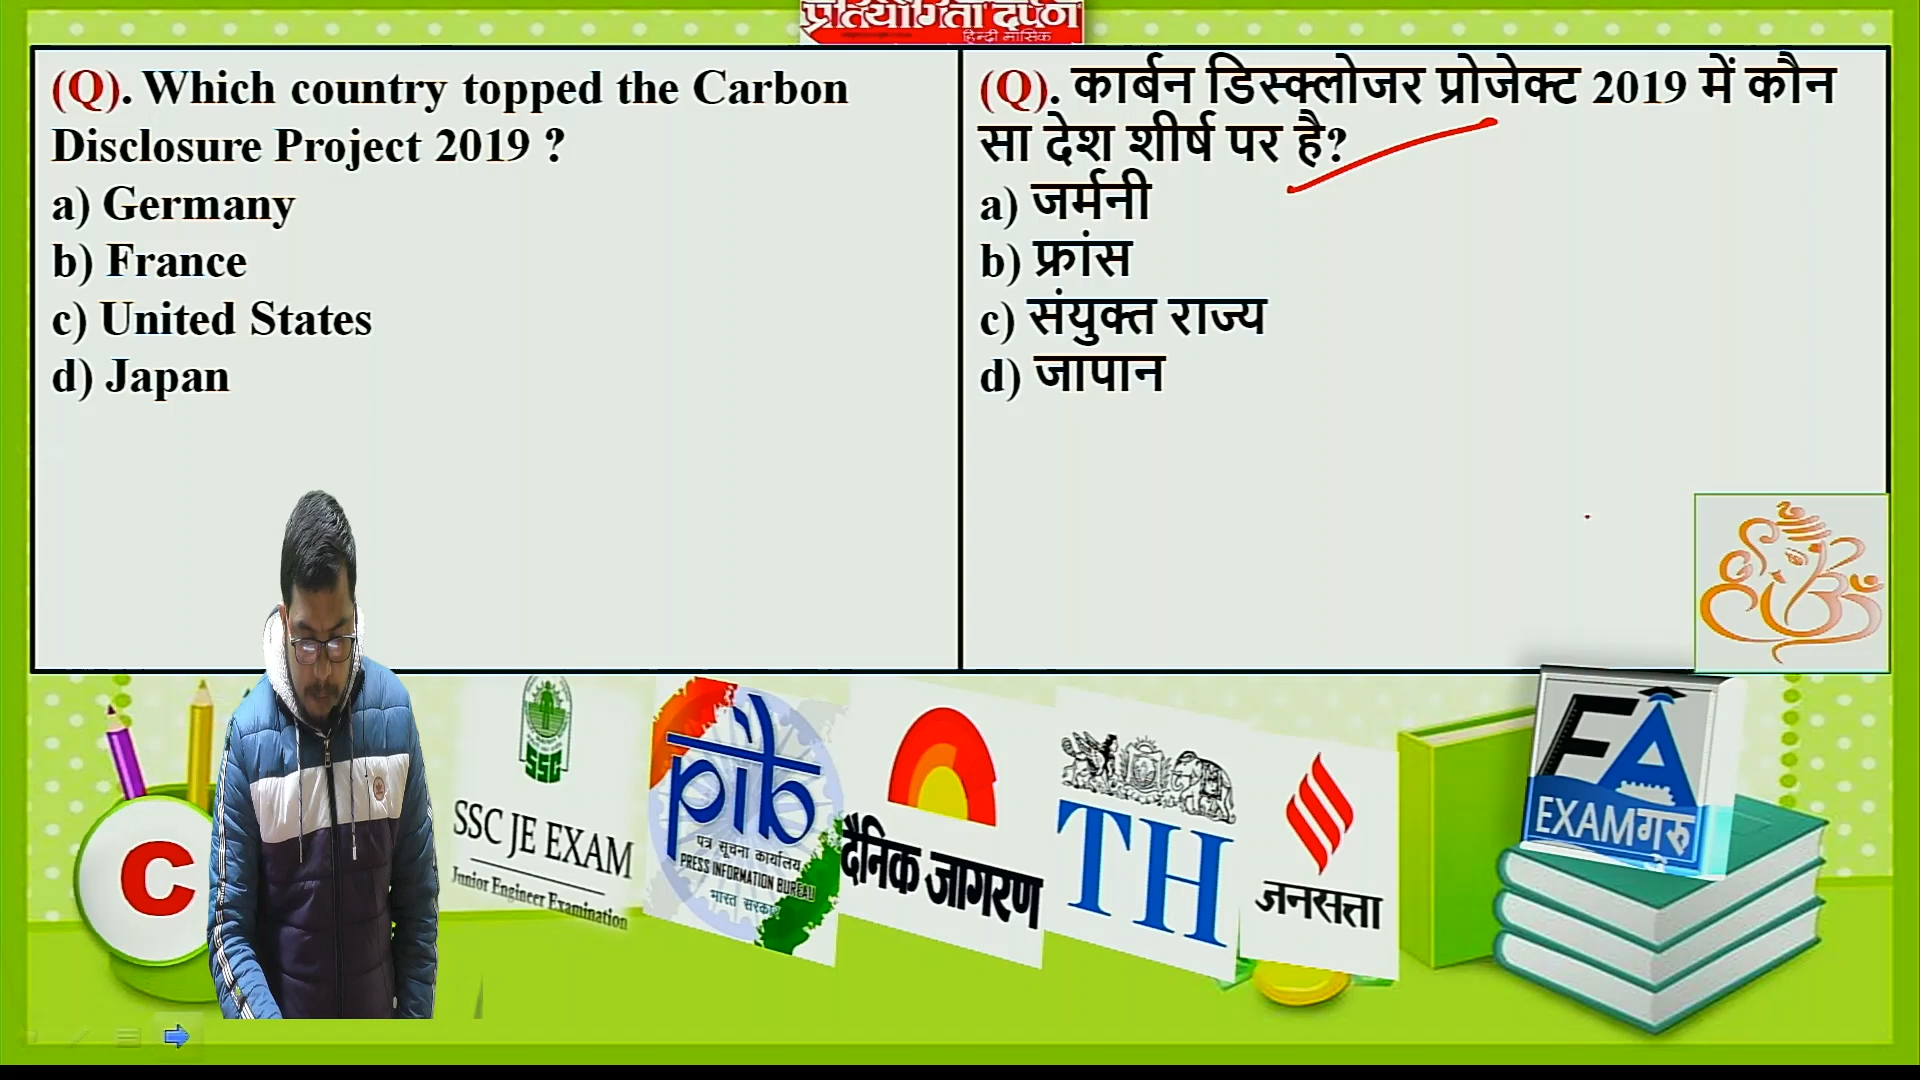 प्रतियोगिता दर्पण
हिन्दी मासिक
(Q). Which country topped the Carbon
Disclosure Project 2019 ?
a) Germany
b) France
c) United States
d) Japan
(Q). कार्बन डिस्क्लोजर प्रोजेक्ट 2019 में कौन
सा देश शीर्ष पर है?
a) जर्मनी
b) फ्रांस
c) संयुक्त राज्य
d) जापान
C
SSC
SSC JE EXAM
Junior Engineer Examination
pib
पत्र सूचना कार्यालय
PRESS INFORMATION BUREAU
भारत सरकार
दैनिक जागरण
TH
जनसत्ता
FA
EXAMगुरु